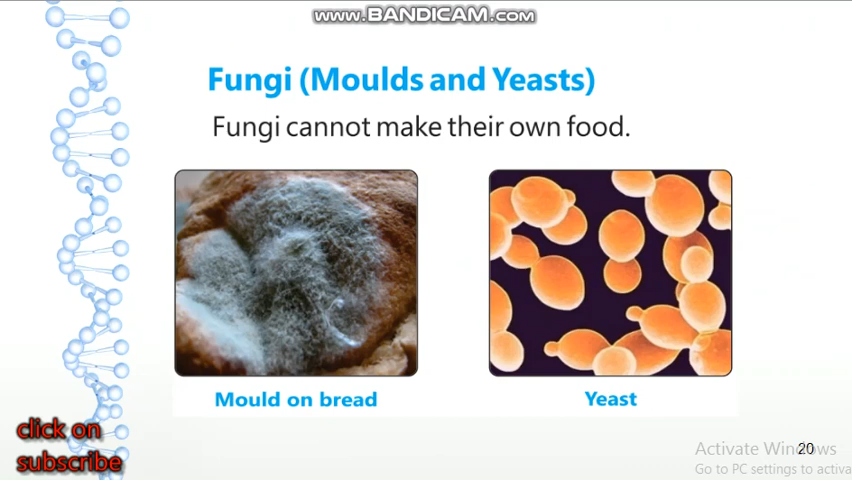 www.BANDICAM.com
Fungi (Moulds and Yeasts)
Fungi cannot make their own food.
Mould on bread
Yeast
click on
subscribe
Activate Windows
20
Go to PC settings to activa